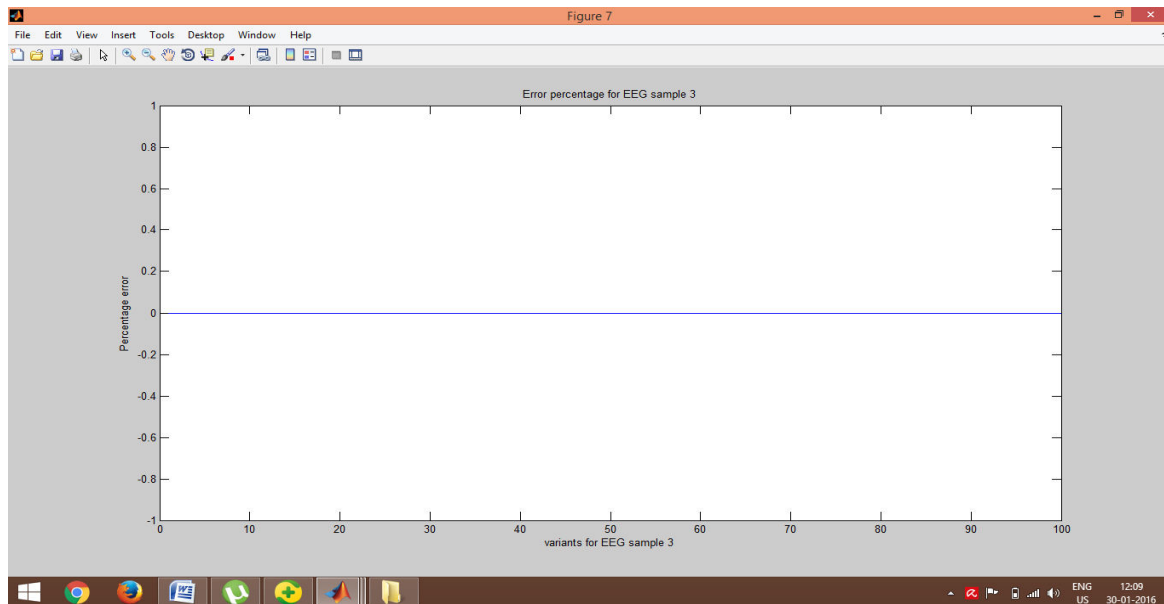 Figure 7
File Edit View Insert Tools Desktop Window Help
Error percentage for EEG sample 3
1
0.8
0.6
0.4
0.2
0
-0.2
-0.4
-0.6
-0.8
-1
Percentage error
0 10 20 30 40 50 60 70 80 90 100
variants for EEG sample 3
ENG 12:09
US 30-01-2016